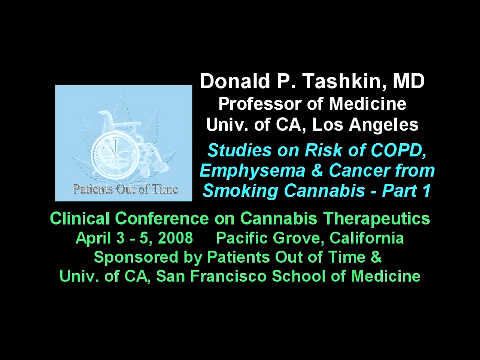 Donald P. Tashkin, MD
Professor of Medicine
Univ. of CA, Los Angeles
Studies on Risk of COPD,
Emphysema & Cancer from
Smoking Cannabis - Part 1
Patients Out of Time
Clinical Conference on Cannabis Therapeutics
April 3 - 5, 2008 Pacific Grove, California
Sponsored by Patients Out of Time &
Univ. of CA, San Francisco School of Medicine